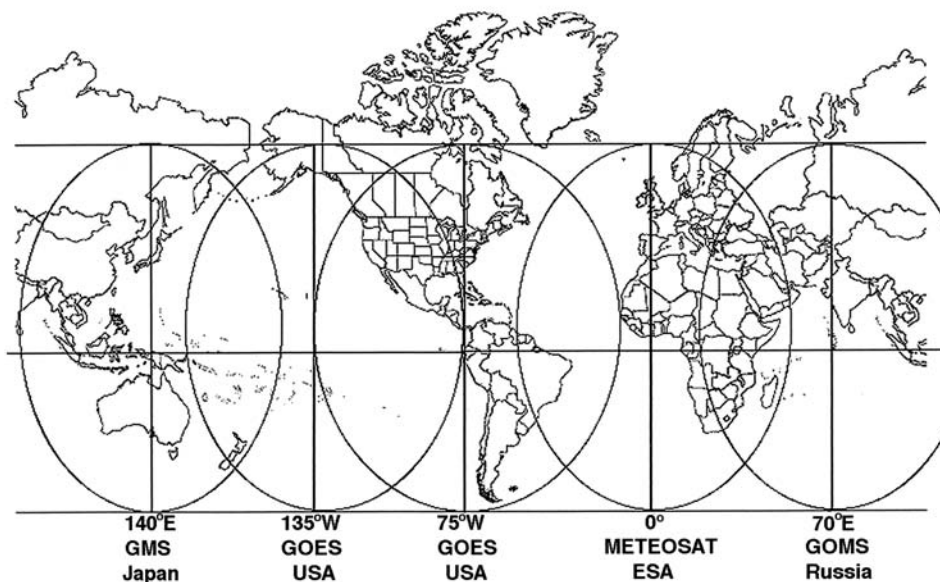 140°E 135°W 75°W 0° 70°E
GMS GOES GOES METEOSAT GOMS
Japan USA USA ESA Russia